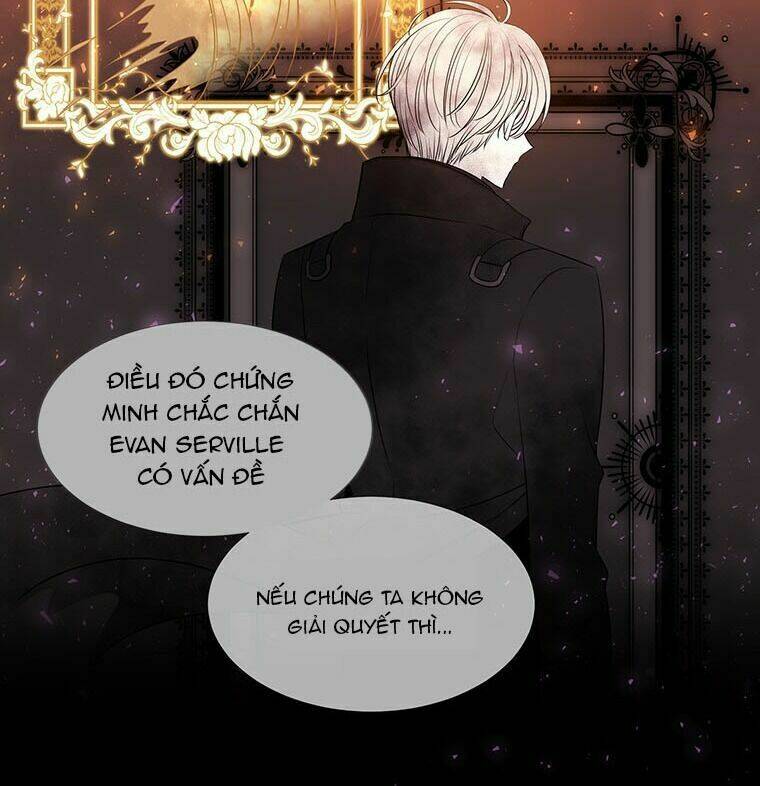 ĐIỀU ĐÓ CHỨNG
MINH CHẮC CHẮN
EVAN SERVILLE
CÓ VẤN ĐỀ
NẾU CHÚNG TA KHÔNG
GIẢI QUYẾT THÌ...